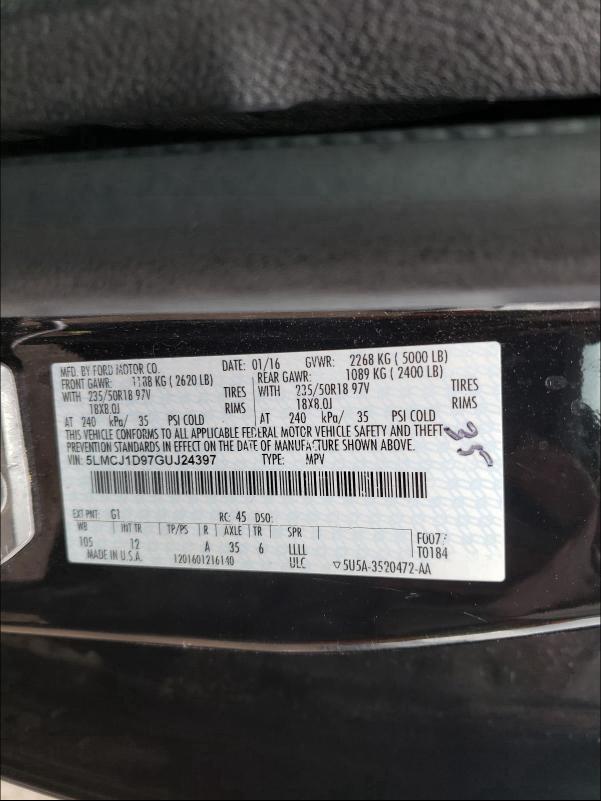 MFD. BY FORD MOTOR CO. DATE: 01/16 GVWR: 2268 KG ( 5000 LB)
FRONT GAWR: 1188 KG ( 2620 LB) REAR GAWR: 1089 KG ( 2400 LB)
WITH 235/50R18 97V TIRES WITH 235/50R18 97V TIRES
18X8.0J RIMS 18X8.0J RIMS
AT 240 kPa/ 35 PSI COLD AT 240 kPa/ 35 PSI COLD
THIS VEHICLE CONFORMS TO ALL APPLICABLE FEDERAL MOTOR VEHICLE SAFETY AND THEFT
PREVENTION STANDARDS IN EFFECT ON THE DATE OF MANUFACTURE SHOWN ABOVE.
VIN: 5LMCJ1D97GUJ24397 TYPE: MPV
35
EXT PNT: G1 RC: 45 DSO:
WB INT TR TP/PS R AXLE TR SPR
105 12 A 35 6 LLLL
F007
T0184
MADE IN U.S.A. 1201601216140 ULC ▽5U5A-3520472-AA